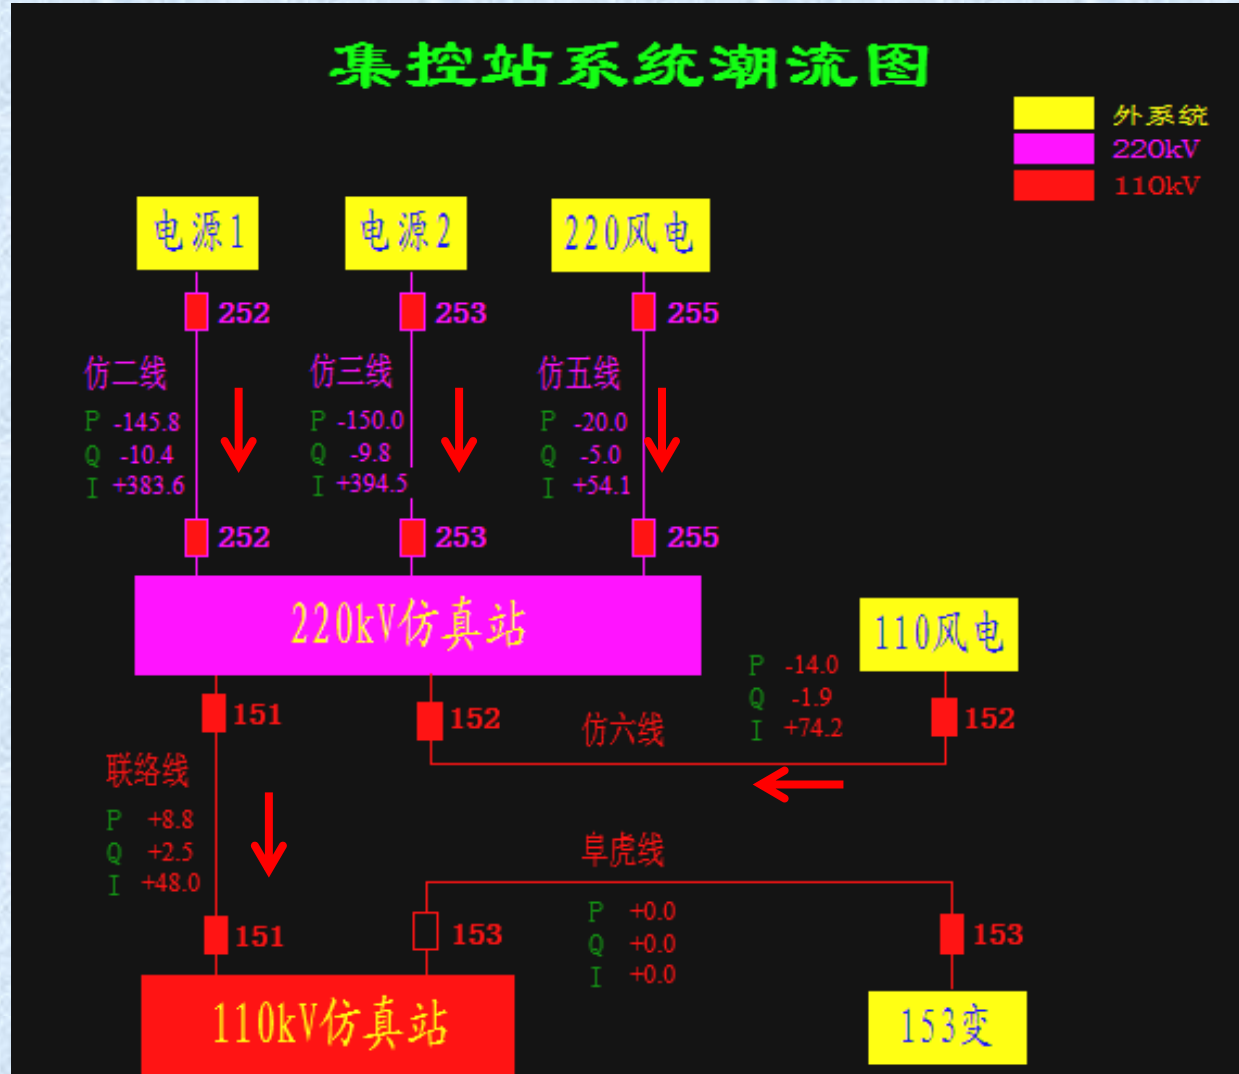 集控站系统潮流图
外系统
220kV
110kV
电源1
电源2
220风电
252
253
255
仿二线
P -145.8
Q -10.4
I +383.6
仿三线
P -150.0
Q -9.8
I +394.5
仿五线
P -20.0
Q -5.0
I +54.1
252
253
255
220kV仿真站
110风电
P -14.0
Q -1.9
I +74.2
151
152
仿六线
152
联络线
P +8.8
Q +2.5
I +48.0
阜虎线
P +0.0
Q +0.0
I +0.0
151
153
153
110kV仿真站
153变